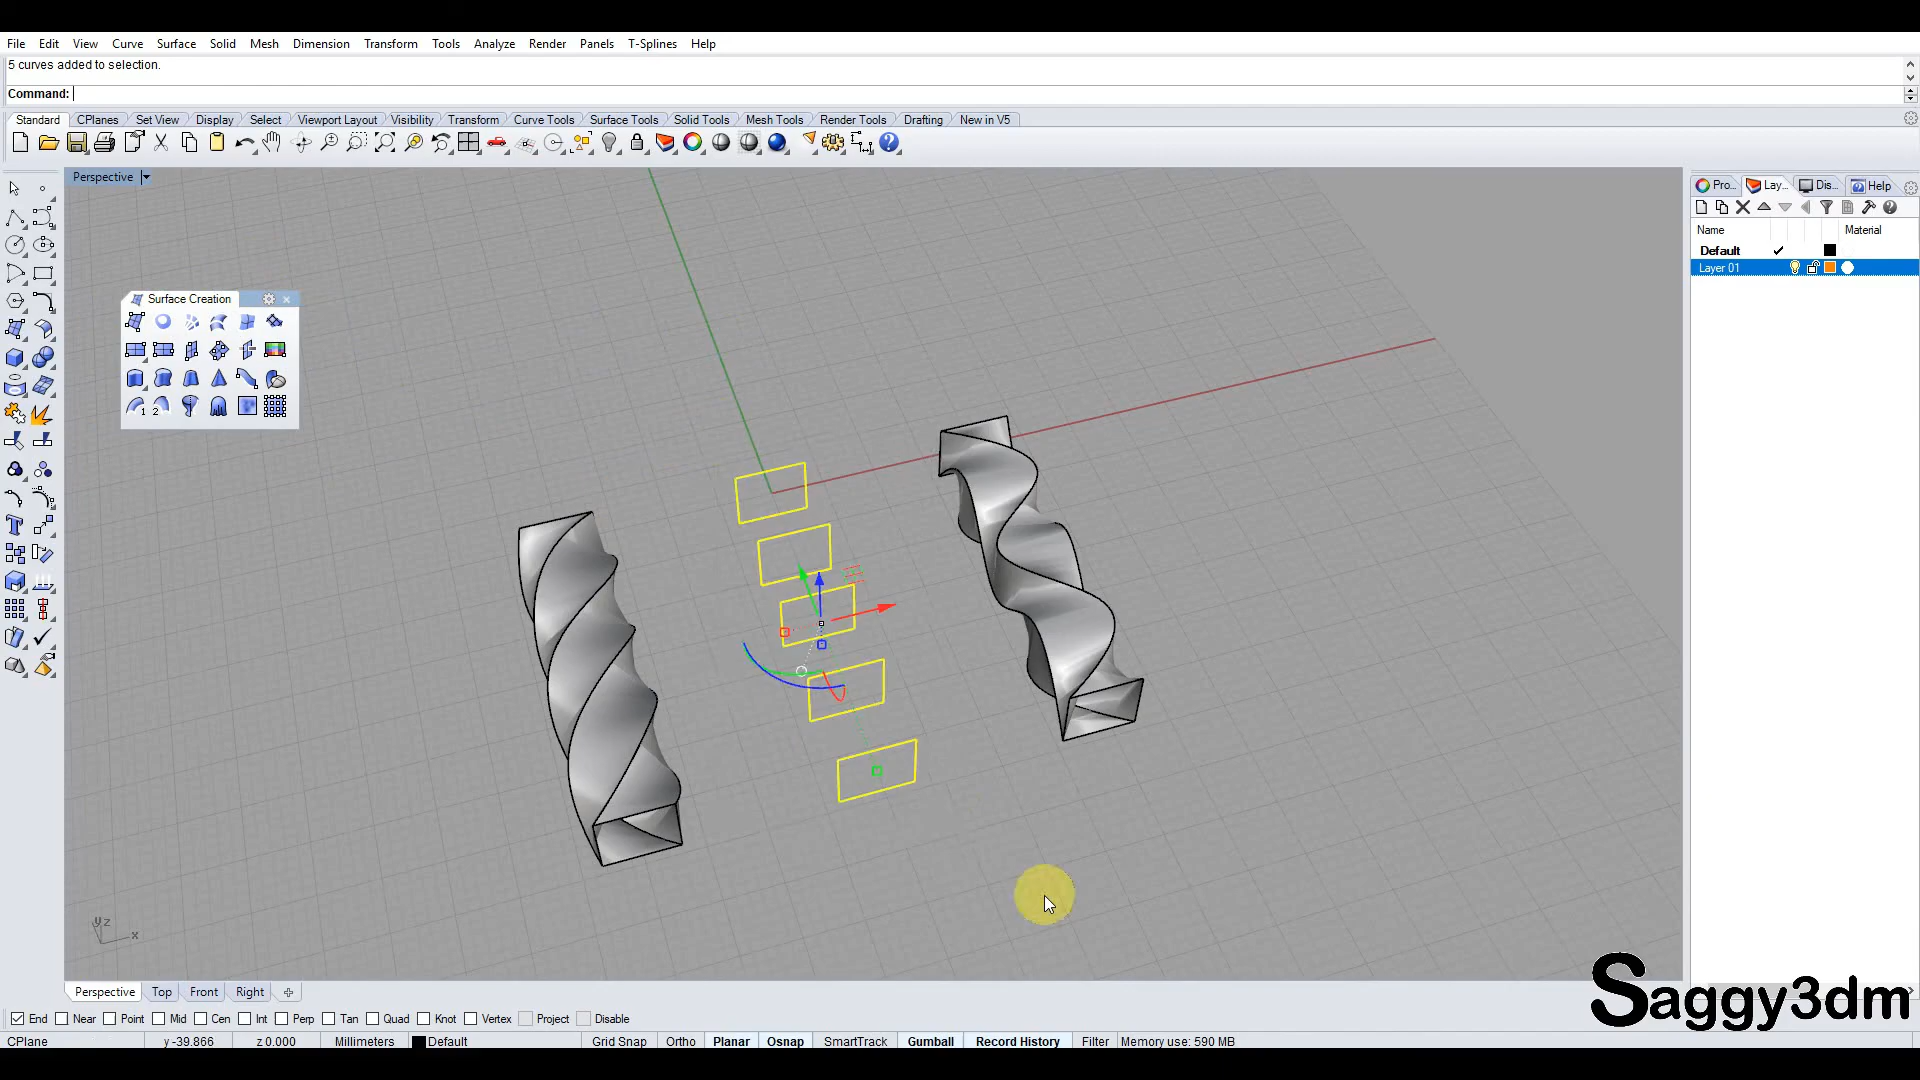 File Edit View Curve Surface Solid Mesh Dimension Transform Tools Analyze Render Panels T-Splines Help
5 curves added to selection.
Command:
Standard CPlanes Set View Display Select Viewport Layout Visibility Transform Curve Tools Surface Tools Solid Tools Mesh Tools Render Tools Drafting New in V5
Perspective
Pro... Lay... Dis... Help
Name Material
Default
Layer 01
Surface Creation
1 2
y z x
Perspective Top Front Right
Saggy3dm
End Near Point Mid Cen Int Perp Tan Quad Knot Vertex Project Disable
CPlane y -39.866 z 0.000 Millimeters Default Grid Snap Ortho Planar Osnap SmartTrack Gumball Record History Filter Memory use: 590 MB